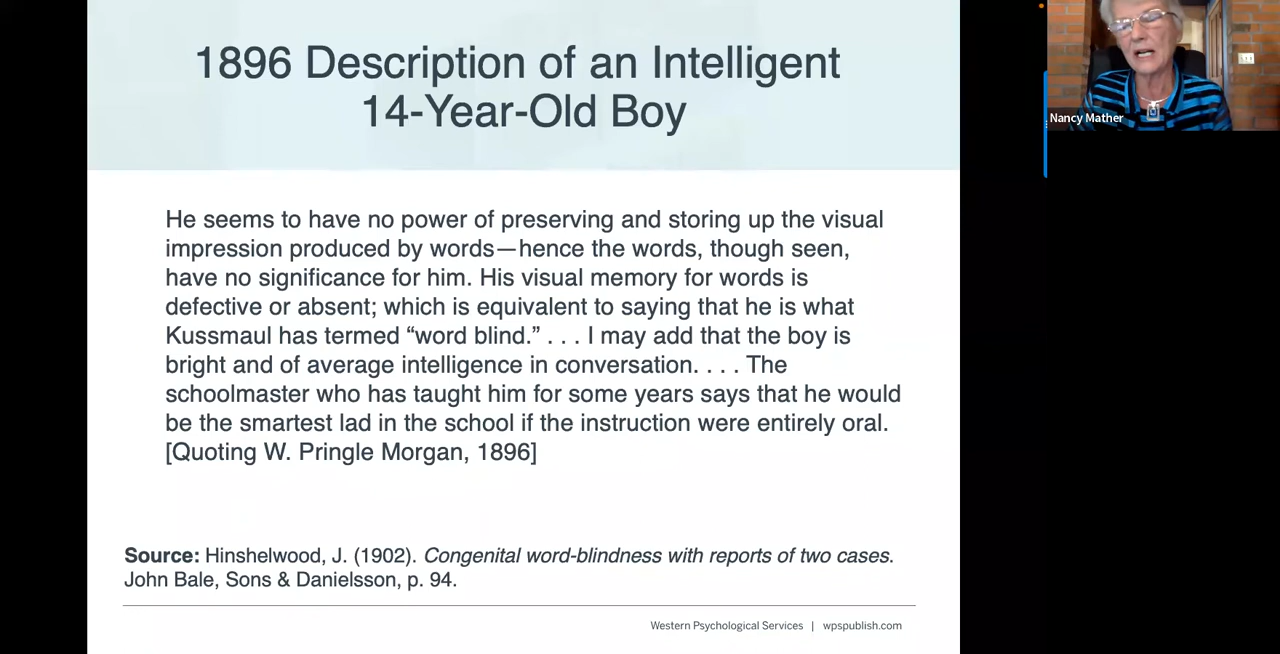 1896 Description of an Intelligent
14-Year-Old Boy
He seems to have no power of preserving and storing up the visual
impression produced by words—hence the words, though seen,
have no significance for him. His visual memory for words is
defective or absent; which is equivalent to saying that he is what
Kussmaul has termed “word blind.” . . . I may add that the boy is
bright and of average intelligence in conversation. . . . The
schoolmaster who has taught him for some years says that he would
be the smartest lad in the school if the instruction were entirely oral.
[Quoting W. Pringle Morgan, 1896]
Source: Hinshelwood, J. (1902). Congenital word-blindness with reports of two cases.
John Bale, Sons & Danielsson, p. 94.
Western Psychological Services | wpspublish.com
Nancy Mather